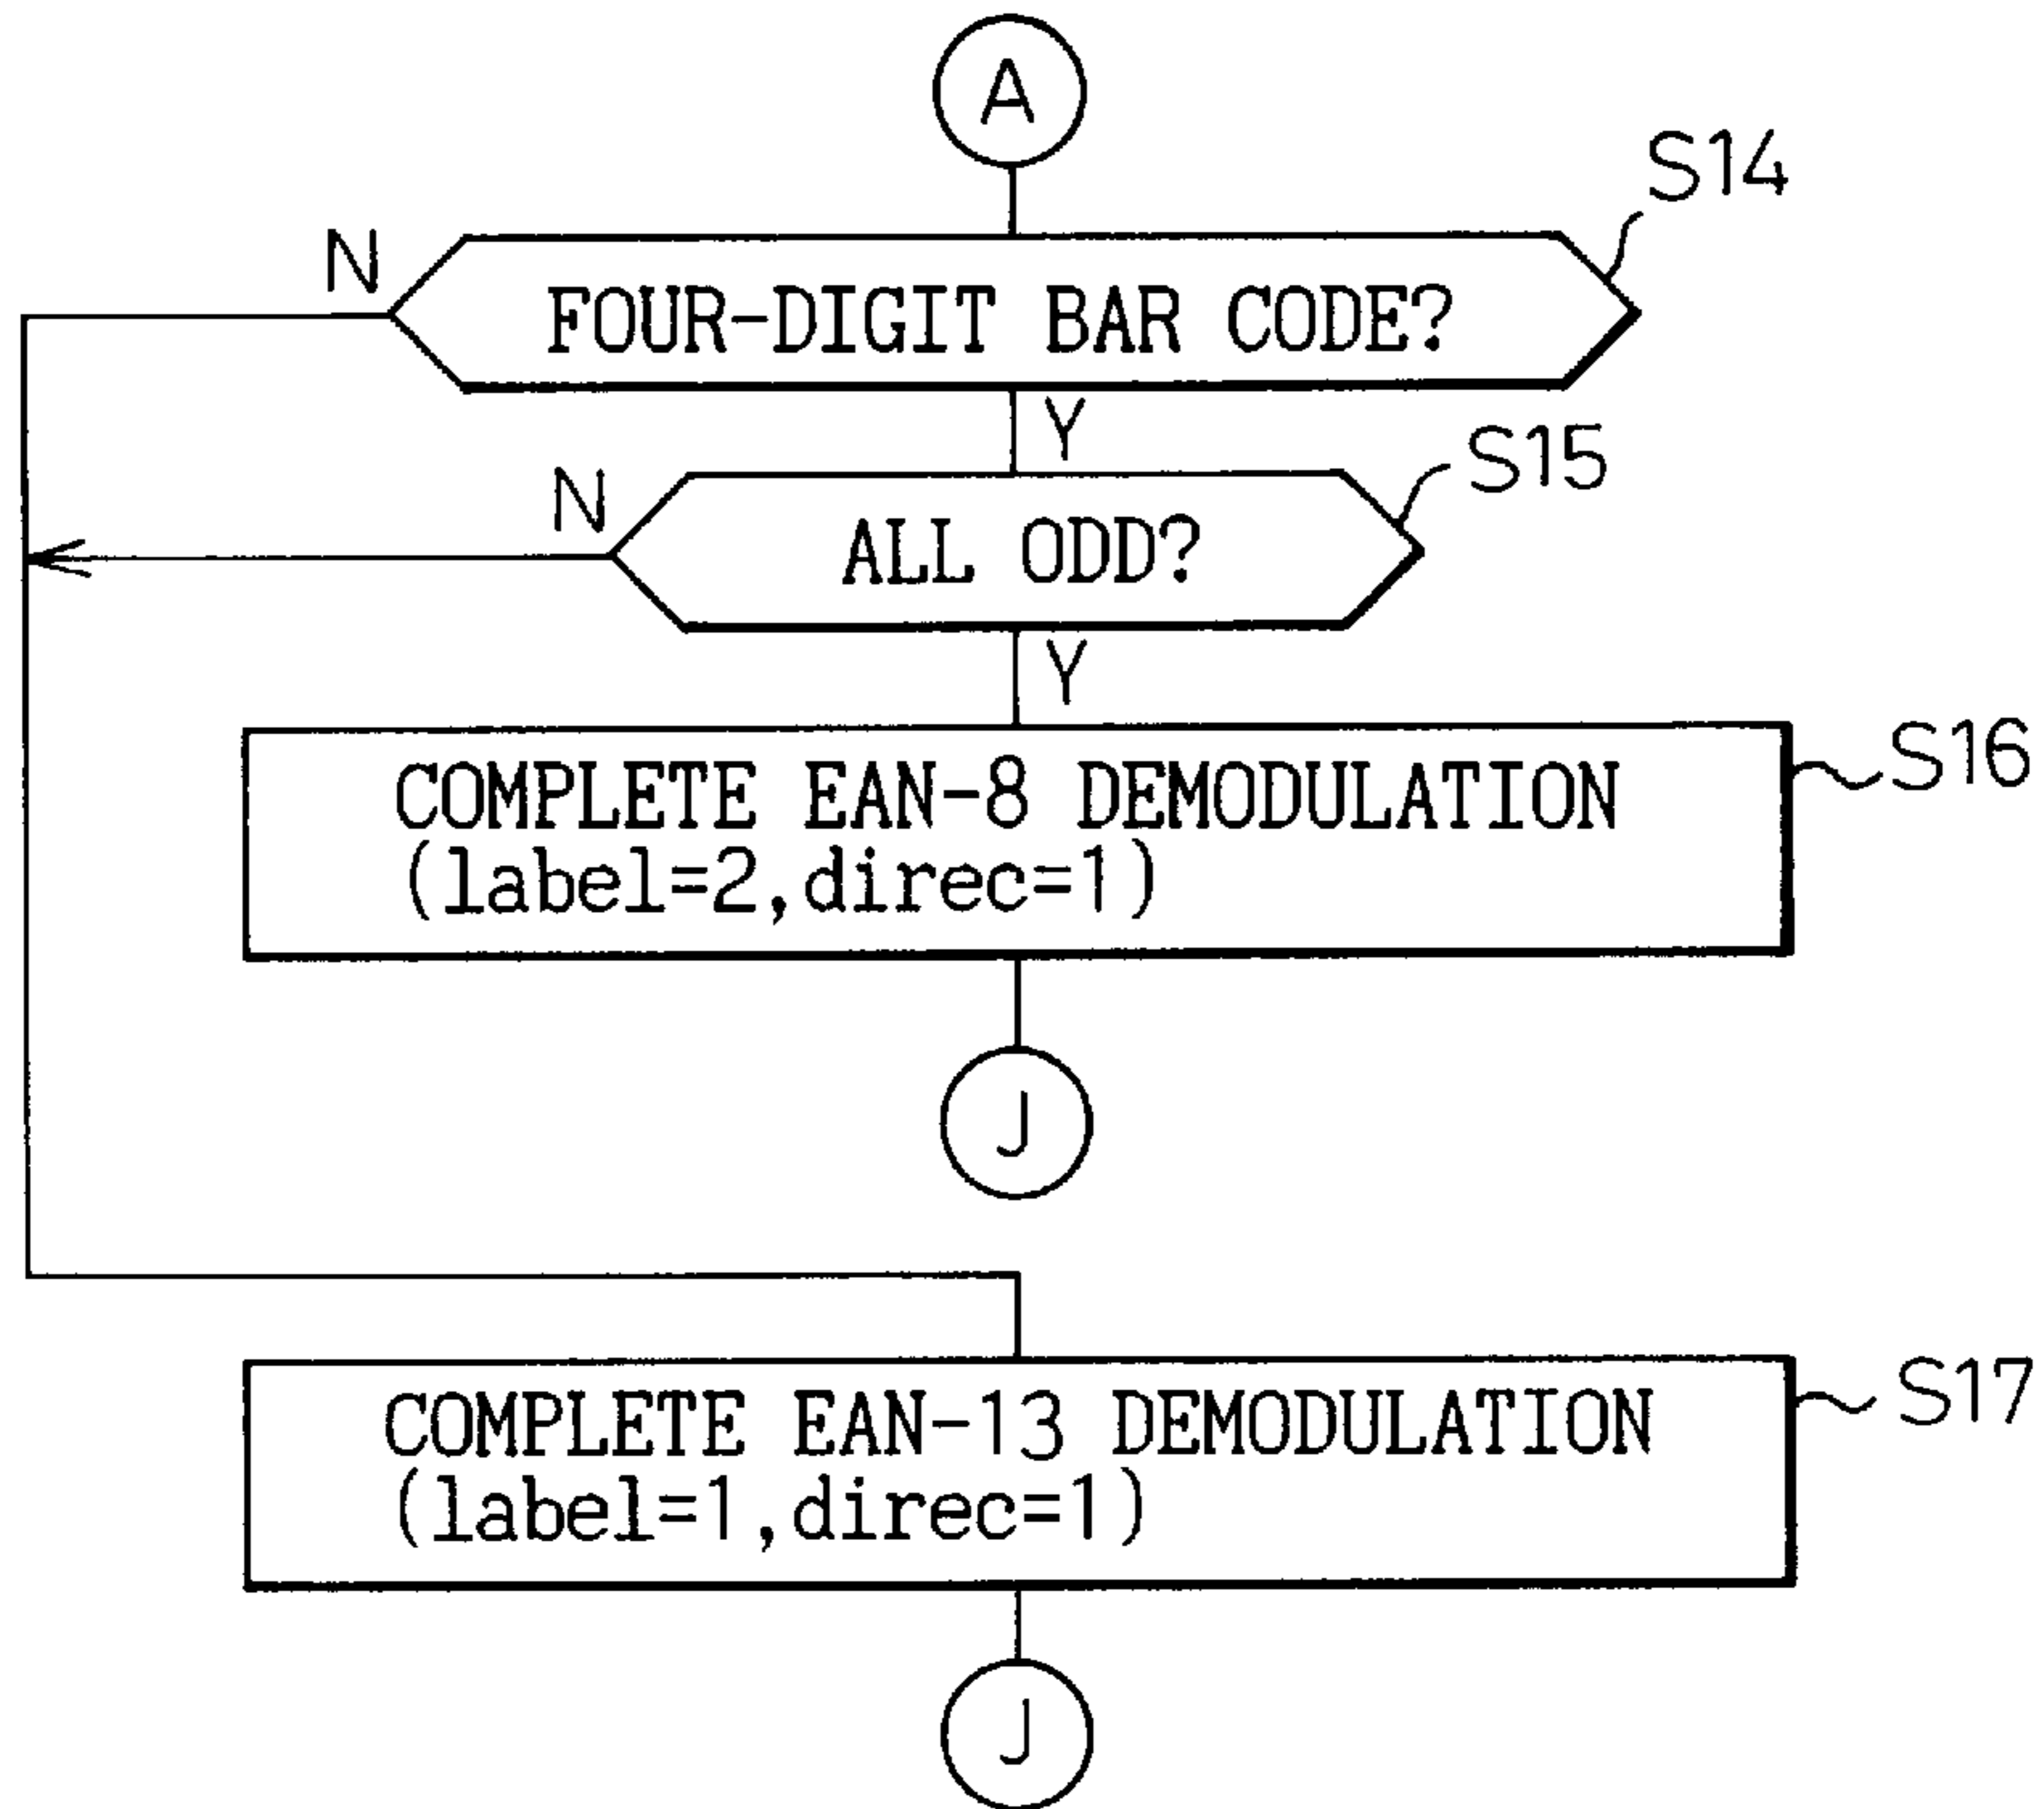 A
S14
N
FOUR-DIGIT BAR CODE?
Y
S15
N
ALL ODD?
Y
S16
COMPLETE EAN-8 DEMODULATION
(label=2,direc=1)
J
S17
COMPLETE EAN-13 DEMODULATION
(label=1,direc=1)
J